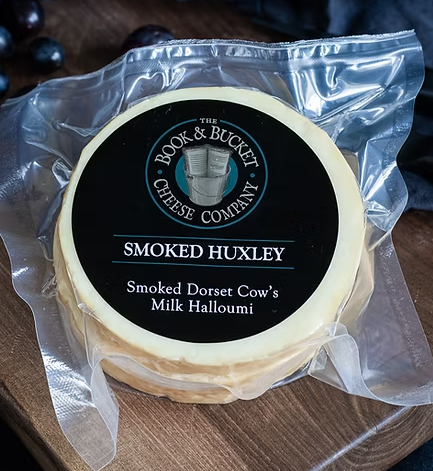 THE
BOOK & BUCKET
CHEESE COMPANY
SMOKED HUXLEY
Smoked Dorset Cow's
Milk Halloumi